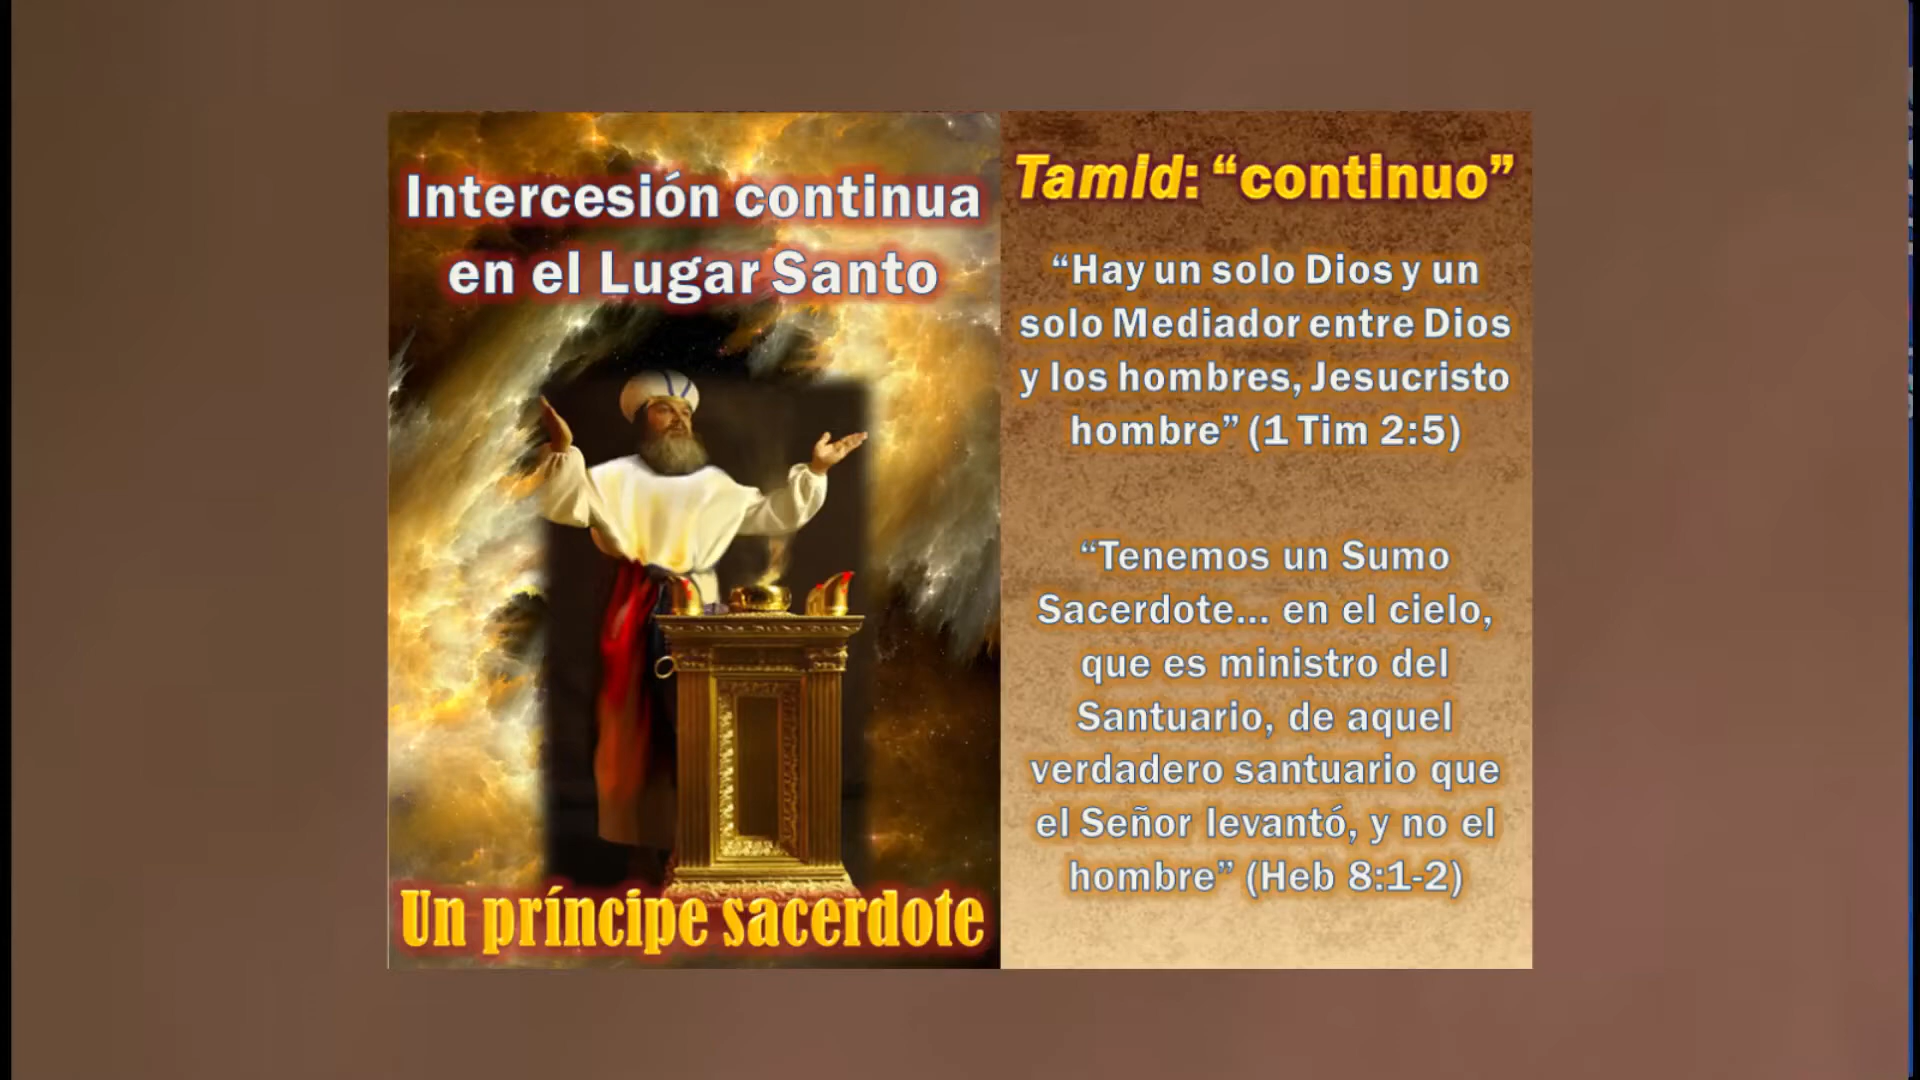 Intercesión continua
en el Lugar Santo
Un príncipe sacerdote
Tamid: “continuo”
“Hay un solo Dios y un
solo Mediador entre Dios
y los hombres, Jesucristo
hombre” (1 Tim 2:5)
“Tenemos un Sumo
Sacerdote... en el cielo,
que es ministro del
Santuario, de aquel
verdadero santuario que
el Señor levantó, y no el
hombre” (Heb 8:1-2)